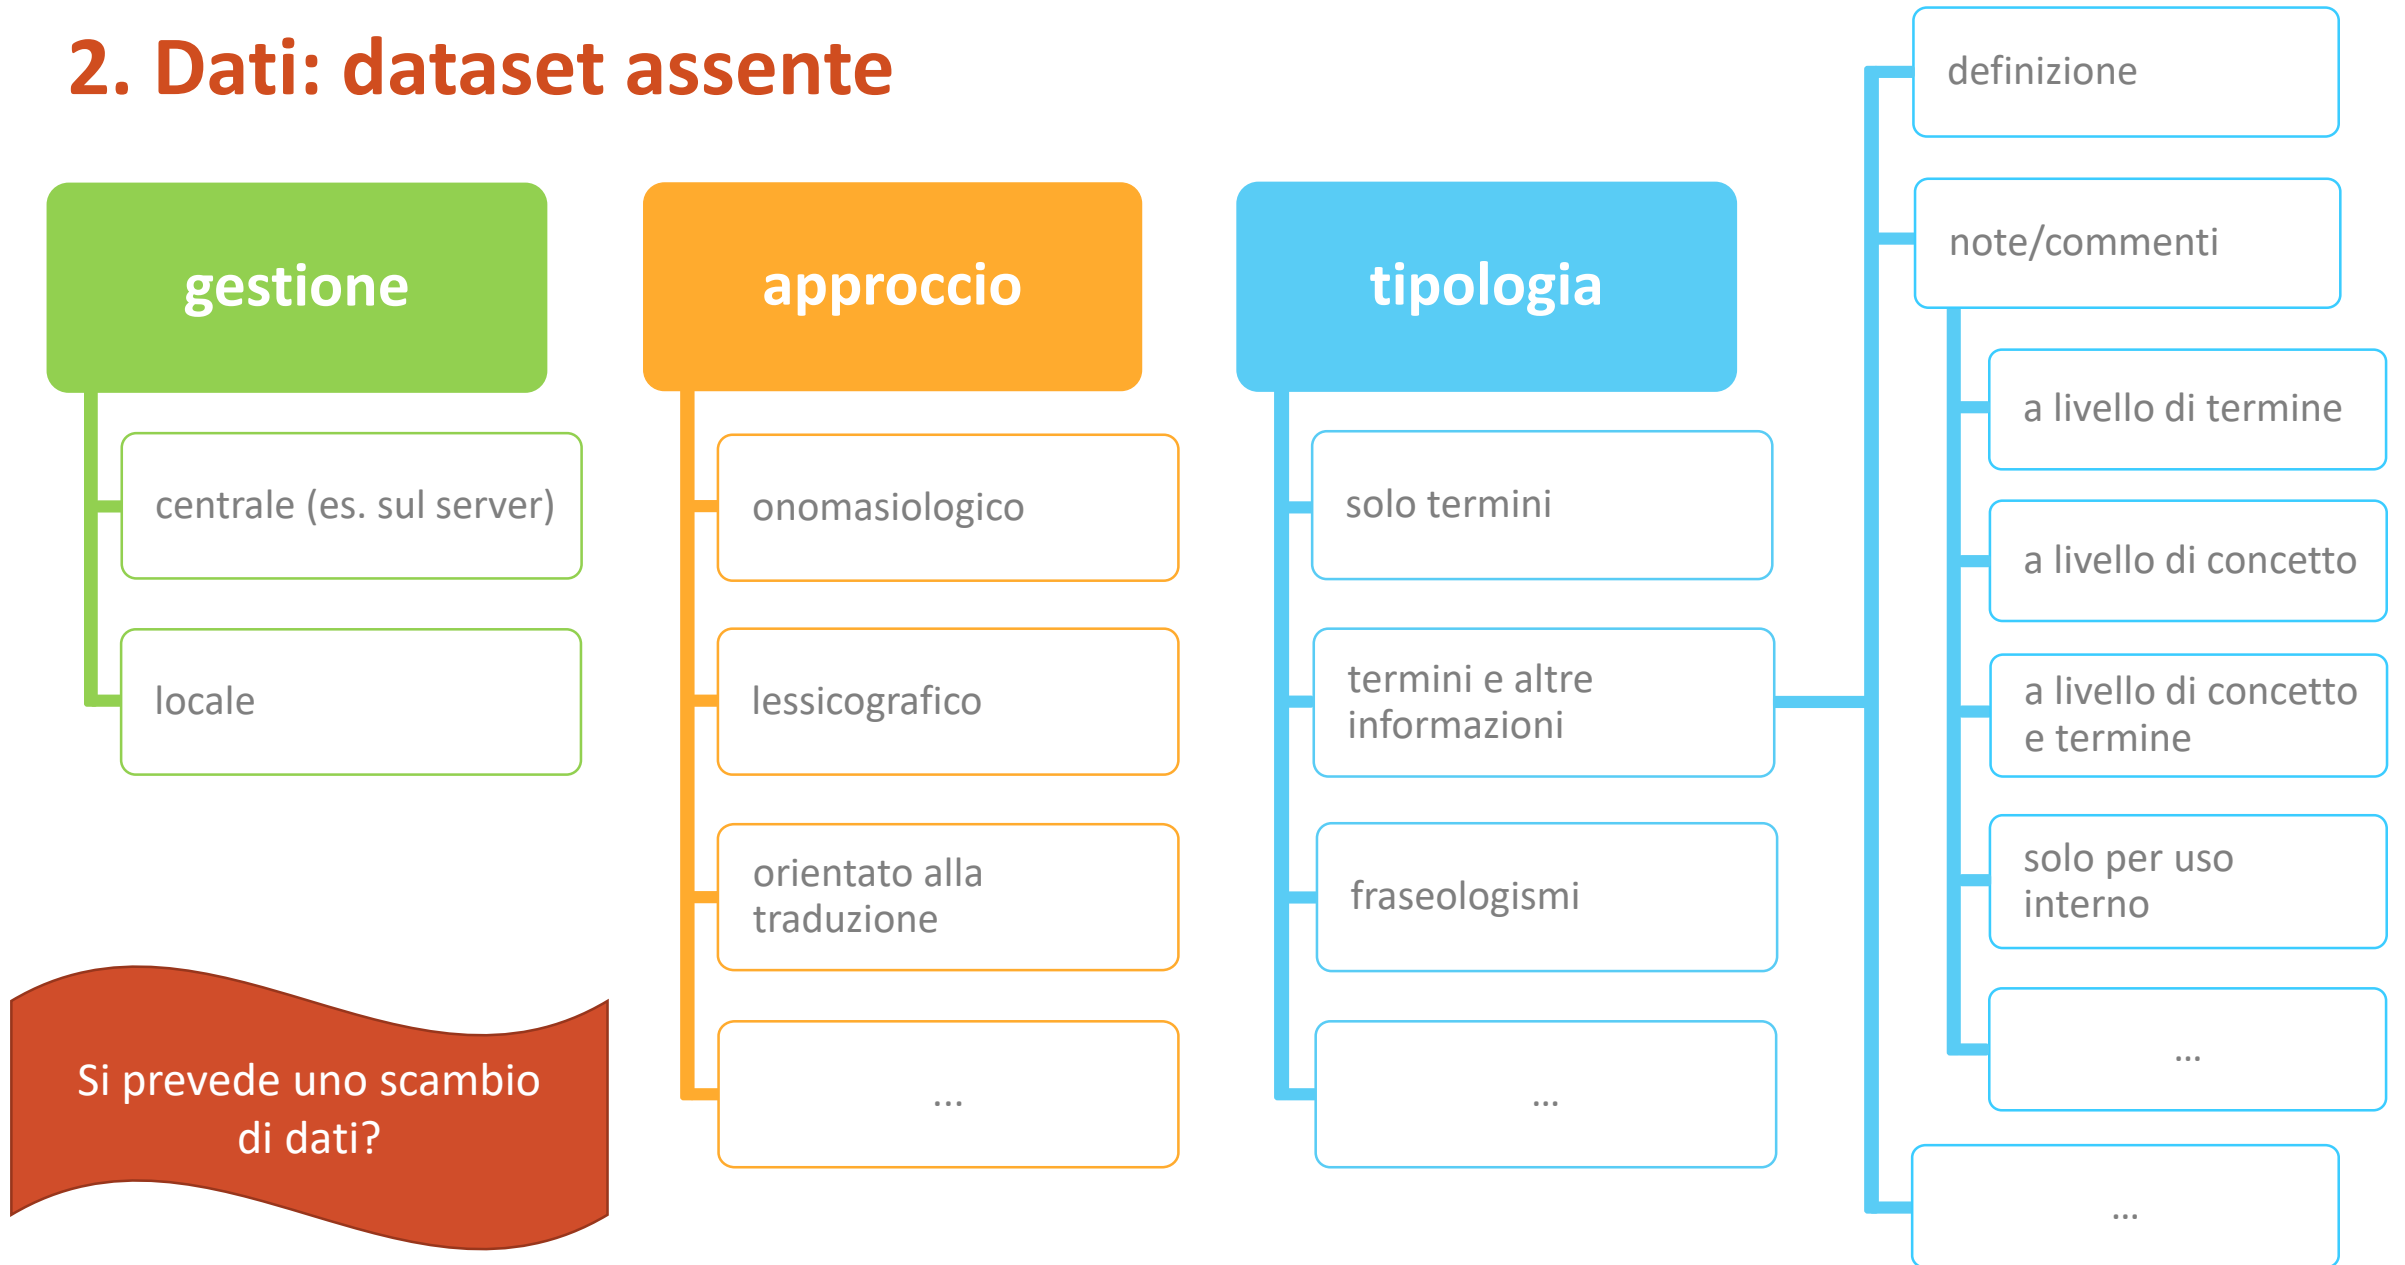 2. Dati: dataset assente
gestione
centrale (es. sul server)
locale
Si prevede uno scambio
di dati?
approccio
onomasiologico
lessicografico
orientato alla
traduzione
...
tipologia
solo termini
termini e altre
informazioni
fraseologismi
...
definizione
note/commenti
a livello di termine
a livello di concetto
a livello di concetto
e termine
solo per uso
interno
...
...